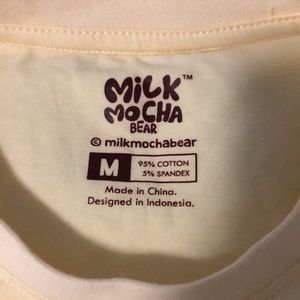 MiLK™
MOCHA
BEAR
© milkmochabear
M
95% COTTON
5% SPANDEX
Made in China.
Designed in Indonesia.